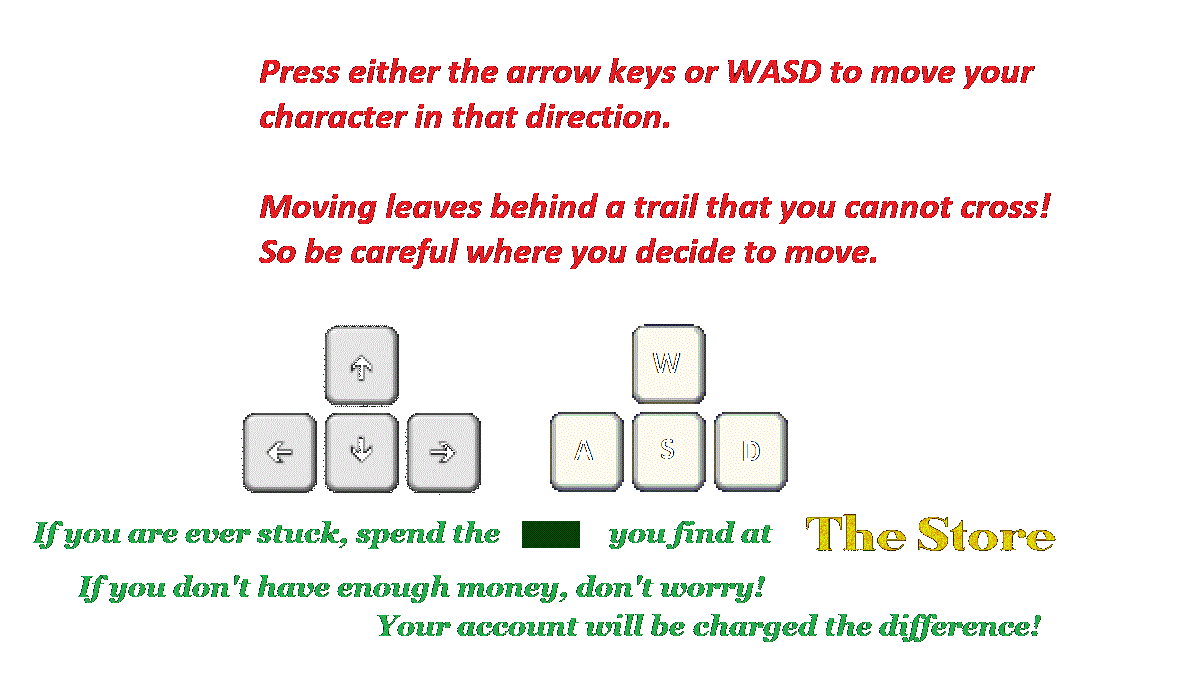 Press either the arrow keys or WASD to move your
character in that direction.
Moving leaves behind a trail that you cannot cross!
So be careful where you decide to move.
↑
W
← ↓ →
A S D
If you are ever stuck, spend the you find at The Store
If you don't have enough money, don't worry!
Your account will be charged the difference!